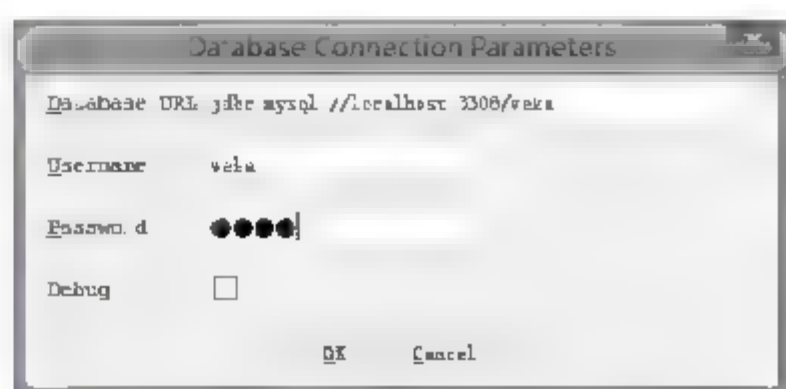 Database Connection Parameters
Database URL jdbc mysql //localhost 3306/weka
Username weka
Password ●●●●
Debug
OK Cancel